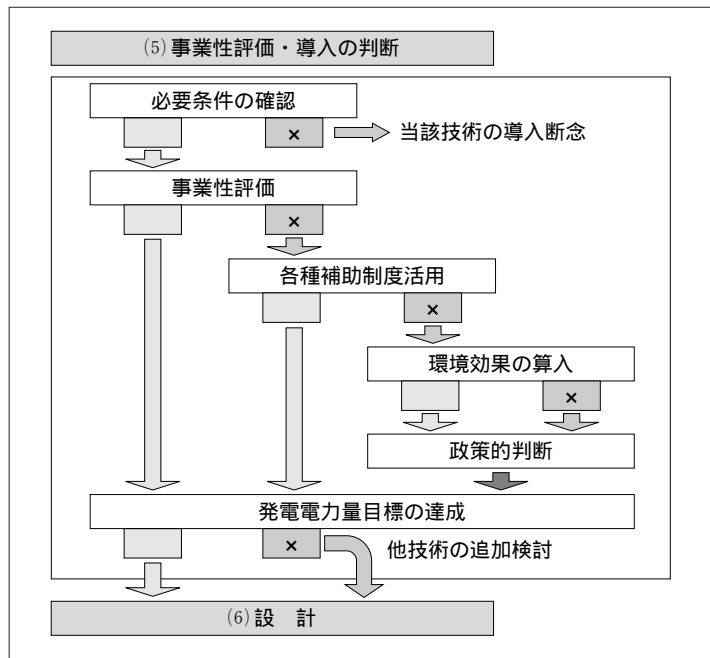 (5) 事業性評価・導入の判断
必要条件の確認
×
当該技術の導入断念
事業性評価
×
各種補助制度活用
×
環境効果の算入
×
政策的判断
発電電力量目標の達成
×
他技術の追加検討
(6) 設　計